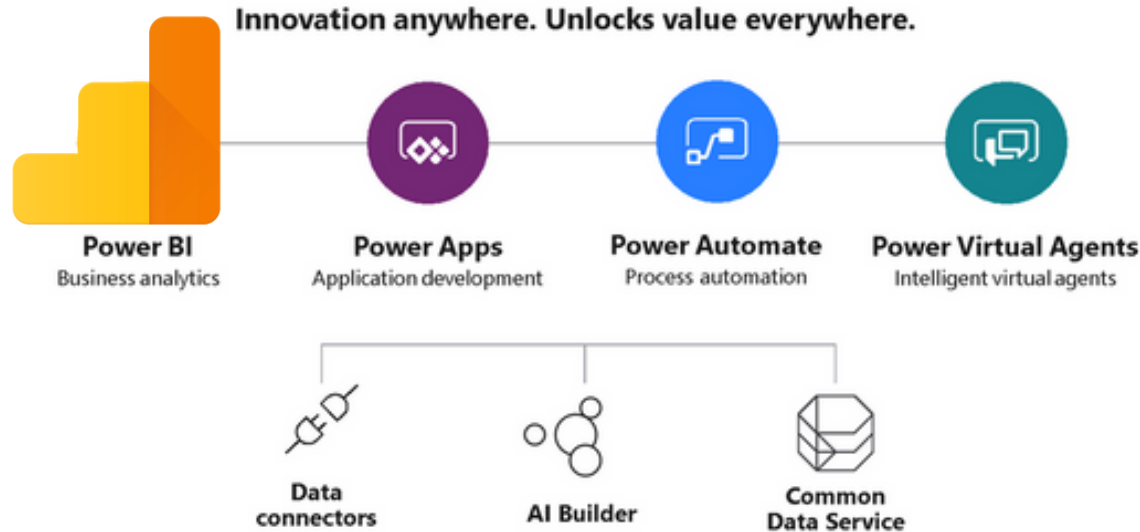 Innovation anywhere. Unlocks value everywhere.
Power BI
Business analytics
Power Apps
Application development
Power Automate
Process automation
Power Virtual Agents
Intelligent virtual agents
Data
connectors
AI Builder
Common
Data Service